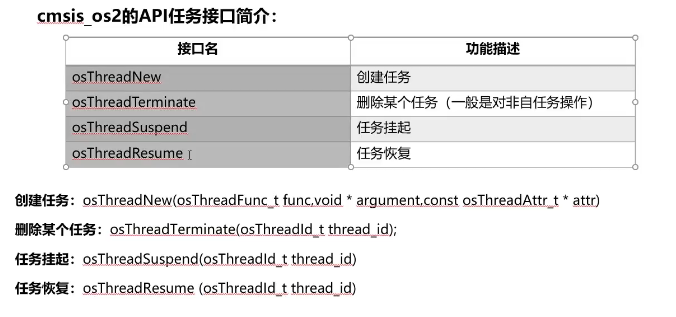 cmsis_os2的API任务接口简介：
接口名 功能描述
osThreadNew 创建任务
osThreadTerminate 删除某个任务（一般是对非自任务操作）
osThreadSuspend 任务挂起
osThreadResume 任务恢复
创建任务：osThreadNew(osThreadFunc_t func,void * argument,const osThreadAttr_t * attr)
删除某个任务：osThreadTerminate(osThreadId_t thread_id);
任务挂起：osThreadSuspend(osThreadId_t thread_id)
任务恢复：osThreadResume (osThreadId_t thread_id)